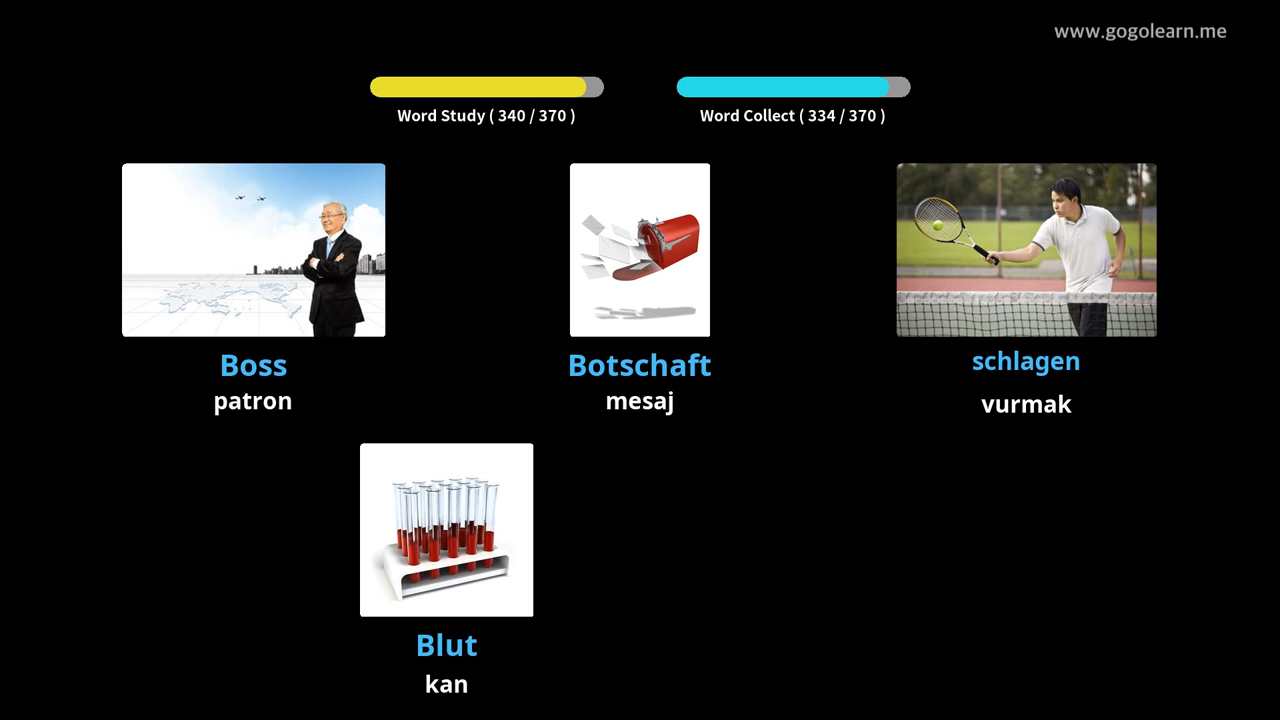 www.gogolearn.me
Word Study ( 340 / 370 )
Word Collect ( 334 / 370 )
Boss
patron
Botschaft
mesaj
schlagen
vurmak
Blut
kan